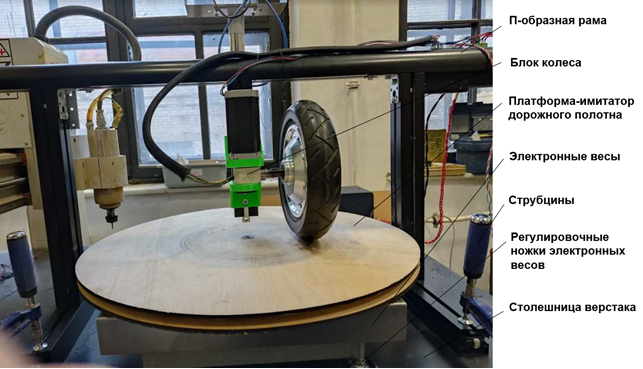 П-образная рама
Блок колеса
Платформа-имитатор
дорожного полотна
Электронные весы
Струбцины
Регулировочные
ножки электронных
весов
Столешница верстака